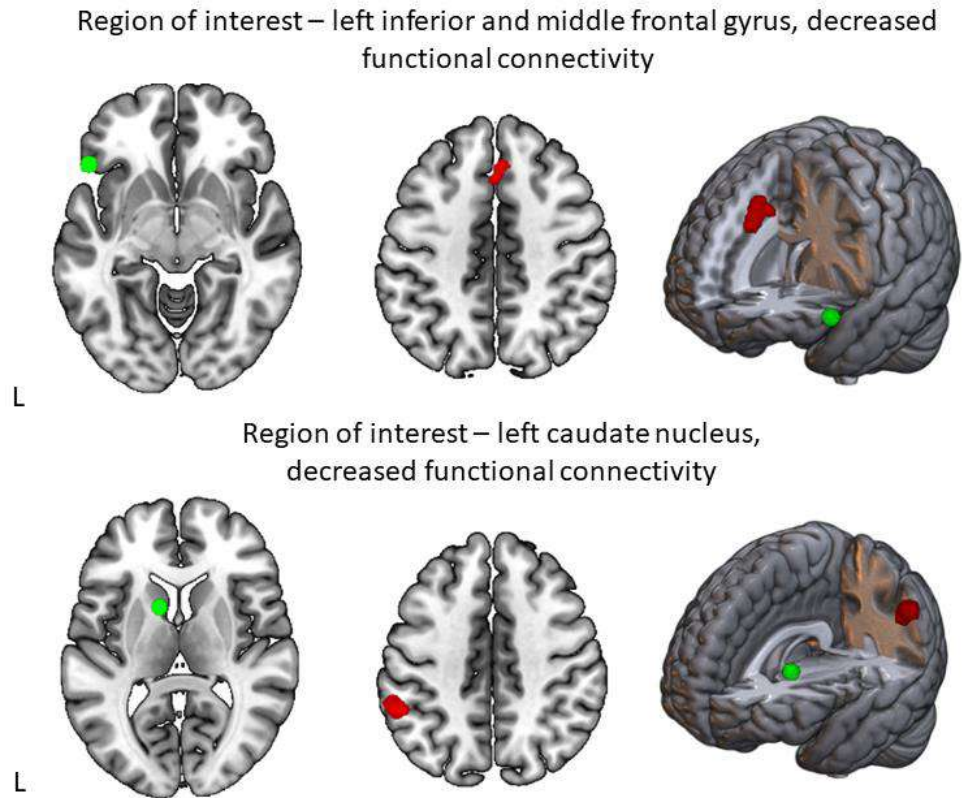 Region of interest – left inferior and middle frontal gyrus, decreased
functional connectivity
L
Region of interest – left caudate nucleus,
decreased functional connectivity
L